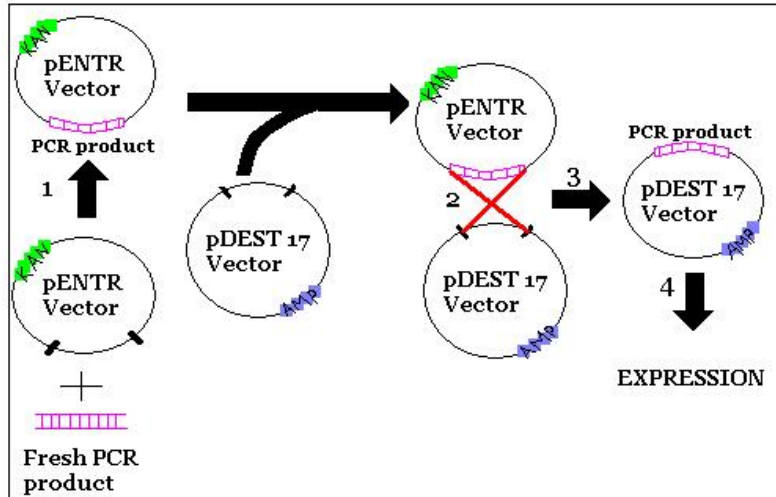 KAN
pENTR
Vector
PCR product
1
KAN
pENTR
Vector
Fresh PCR
product
pDEST 17
Vector
AMP
KAN
pENTR
Vector
2
pDEST 17
Vector
AMP
3
PCR product
pDEST 17
Vector
AMP
4
EXPRESSION